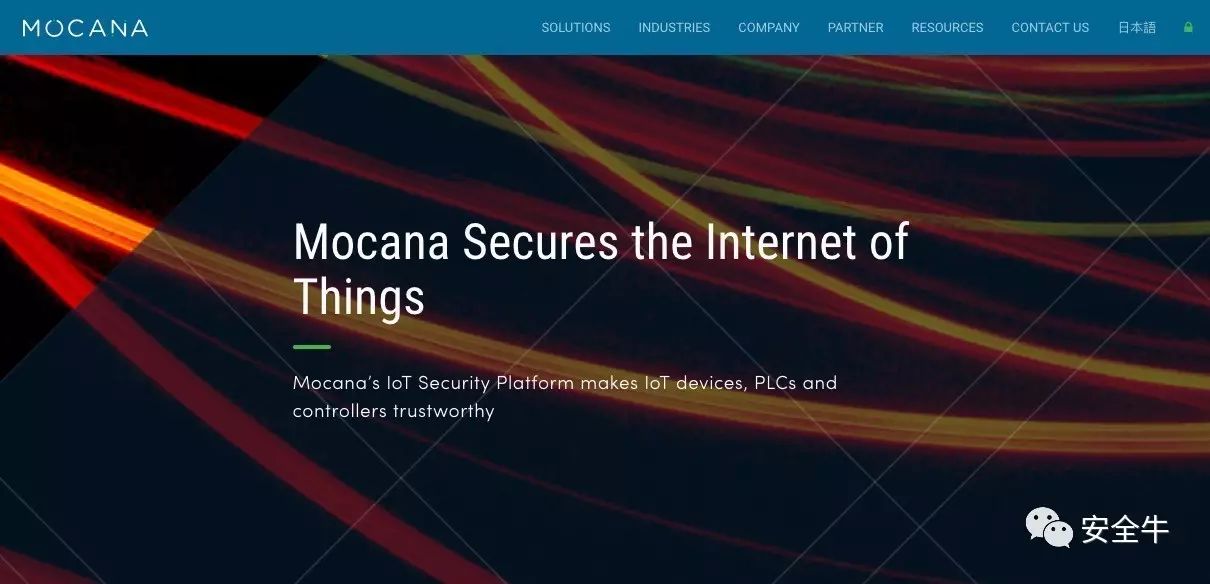 MOCANA
SOLUTIONS INDUSTRIES COMPANY PARTNER RESOURCES CONTACT US 日本語
Mocana Secures the Internet of
Things
Mocana’s IoT Security Platform makes IoT devices, PLCs and
controllers trustworthy
安全牛